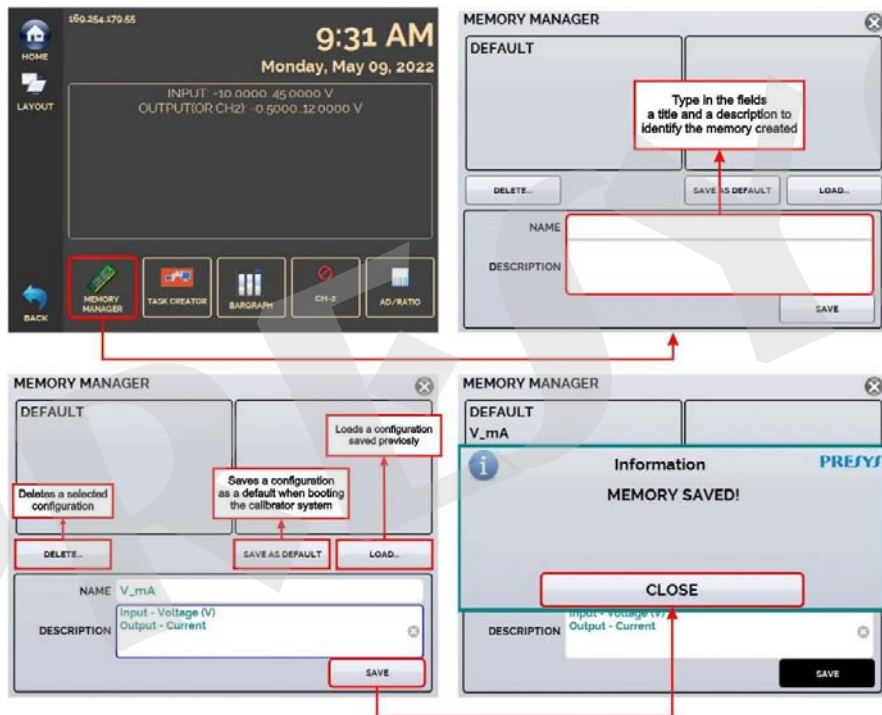 169.254.179.55
9:31 AM
Monday, May 09, 2022
HOME
LAYOUT
INPUT: -10.0000..45.0000 V
OUTPUT(OR CH2): -0.5000..12.0000 V
BACK
MEMORY
MANAGER
TASK CREATOR
BARGRAPH
CH-2
AD/RATIO
MEMORY MANAGER
DEFAULT
Type in the fields
a title and a description to
identify the memory created
DELETE...
SAVE AS DEFAULT
LOAD...
NAME
DESCRIPTION
SAVE
MEMORY MANAGER
DEFAULT
Loads a configuration
saved previosly
Deletes a selected
configuration
Saves a configuration
as a default when booting
the calibrator system
DELETE...
SAVE AS DEFAULT
LOAD...
NAME V_mA
DESCRIPTION Input - Voltage (V)
Output - Current
SAVE
MEMORY MANAGER
DEFAULT
V_mA
Information
PRESYS
MEMORY SAVED!
CLOSE
Input - Voltage (V)
DESCRIPTION Output - Current
SAVE
PRESYS